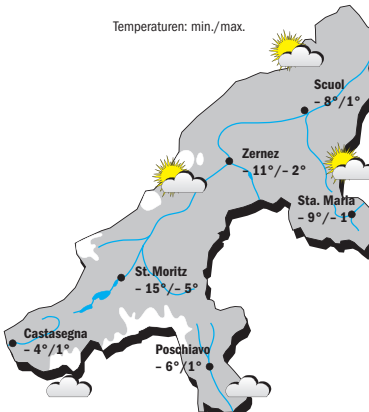 Temperaturen: min./max.
Scuol
– 8°/1°
Zernez
– 11°/– 2°
Sta. Maria
– 9°/– 1°
St. Moritz
– 15°/– 5°
Castasegna
– 4°/1°
Poschiavo
– 6°/1°